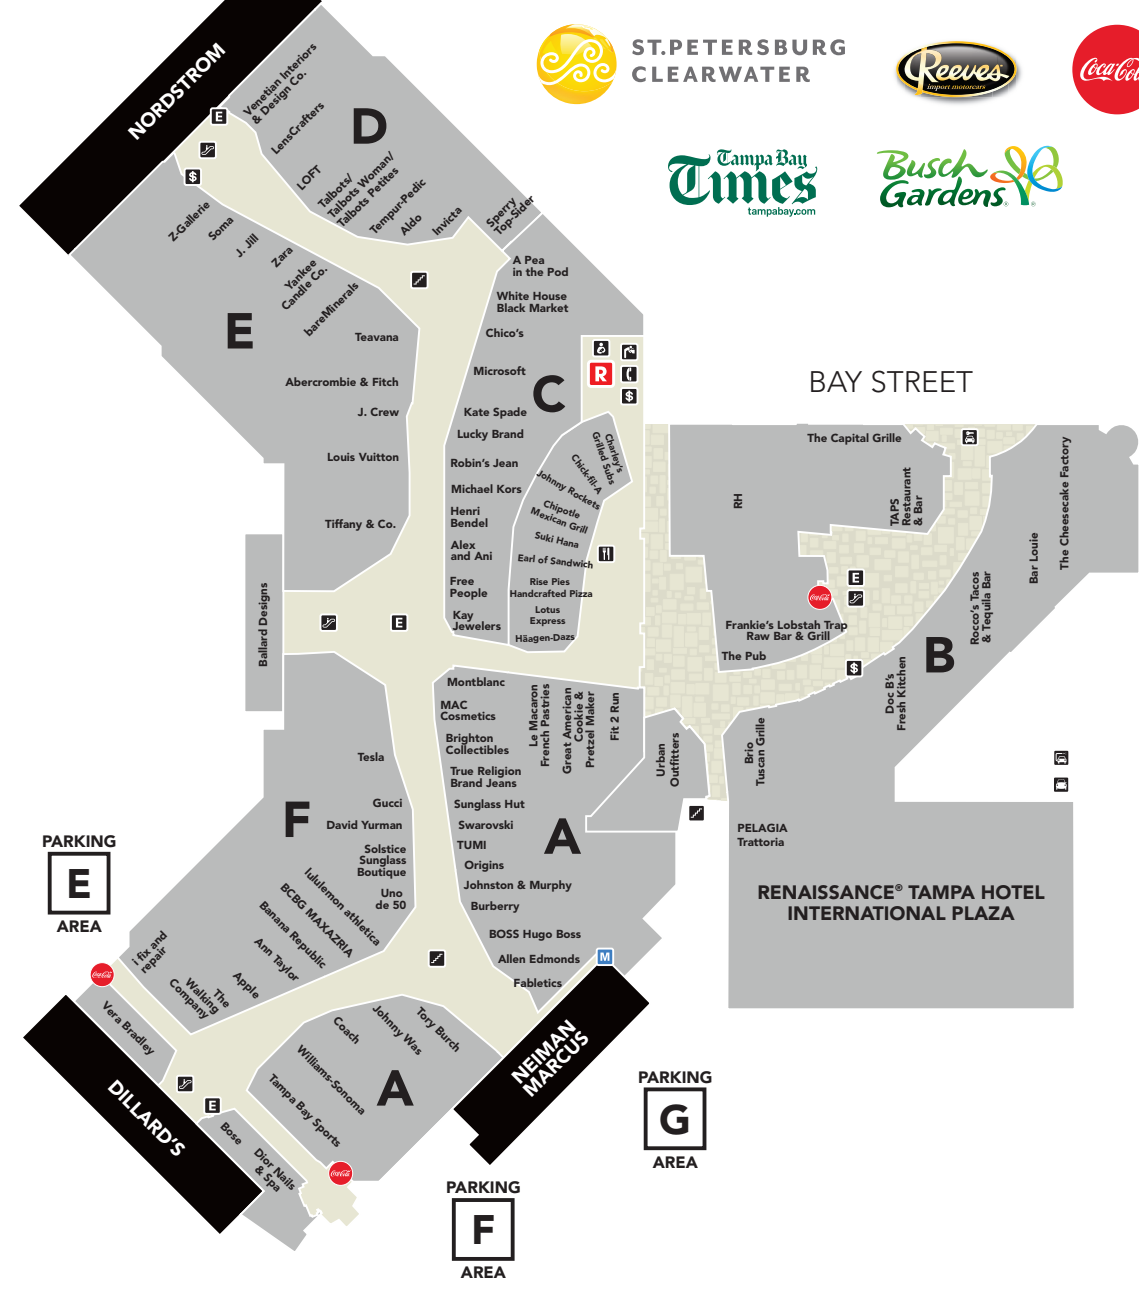 NORDSTROM
Venetian Interiors
& Design Co.
LensCrafters
LOFT
Talbots/
Talbots Woman/
Talbots Petites
Tempur-Pedic
Aldo
Invicta
Sperry
Top-Sider
D
E
$
ST.PETERSBURG
CLEARWATER
Reeves
import motorcars
Coca-Cola
Tampa Bay
Times
tampabay.com
Busch
Gardens
Z-Gallerie
Soma
J. Jill
Zara
Yankee
Candle Co.
bareMinerals
Teavana
Abercrombie & Fitch
J. Crew
Louis Vuitton
Tiffany & Co.
E
A Pea
in the Pod
White House
Black Market
Chico's
Microsoft
Kate Spade
Lucky Brand
Robin's Jean
Michael Kors
Henri
Bendel
Alex
and Ani
Free
People
Kay
Jewelers
C
R
$
Charley's
Grilled Subs
Chick-fil-A
Johnny Rockets
Chipotle
Mexican Grill
Suki Hana
Earl of Sandwich
Rise Pies
Handcrafted Pizza
Lotus
Express
Häagen-Dazs
BAY STREET
The Capital Grille
RH
TAPS
Restaurant
& Bar
The Cheesecake Factory
Bar Louie
Rocco's Tacos
& Tequila Bar
E
Coca-Cola
Frankie's Lobstah Trap
Raw Bar & Grill
The Pub
$
B
Doc B's
Fresh Kitchen
Brio
Tuscan Grille
Ballard Designs
E
Montblanc
MAC
Cosmetics
Brighton
Collectibles
True Religion
Brand Jeans
Sunglass Hut
Swarovski
TUMI
Origins
Johnston & Murphy
Burberry
BOSS Hugo Boss
Allen Edmonds
Fabletics
Le Macaron
French Pastries
Great American
Cookie &
Pretzel Maker
Fit 2 Run
Urban
Outfitters
A
M
PELAGIA
Trattoria
RENAISSANCE® TAMPA HOTEL
INTERNATIONAL PLAZA
Tesla
Gucci
David Yurman
Solstice
Sunglass
Boutique
Uno
de 50
lululemon athletica
BCBG MAXAZRIA
Banana Republic
Ann Taylor
Apple
The
Walking
Company
i fix and
repair
F
PARKING
E
AREA
Coca-Cola
Vera Bradley
DILLARD'S
E
Bose
Dior Nails
& Spa
Coca-Cola
Coach
Johnny Was
Tory Burch
Williams-Sonoma
Tampa Bay Sports
A
NEIMAN
MARCUS
PARKING
G
AREA
PARKING
F
AREA